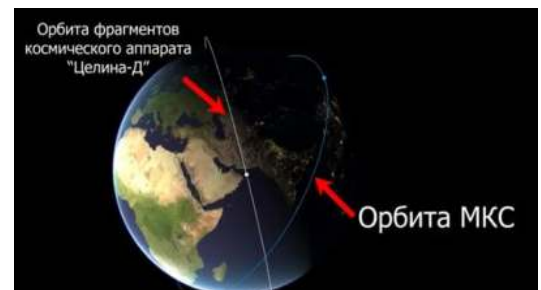 Орбита фрагментов
космического аппарата
“Целина-Д”
Орбита МКС